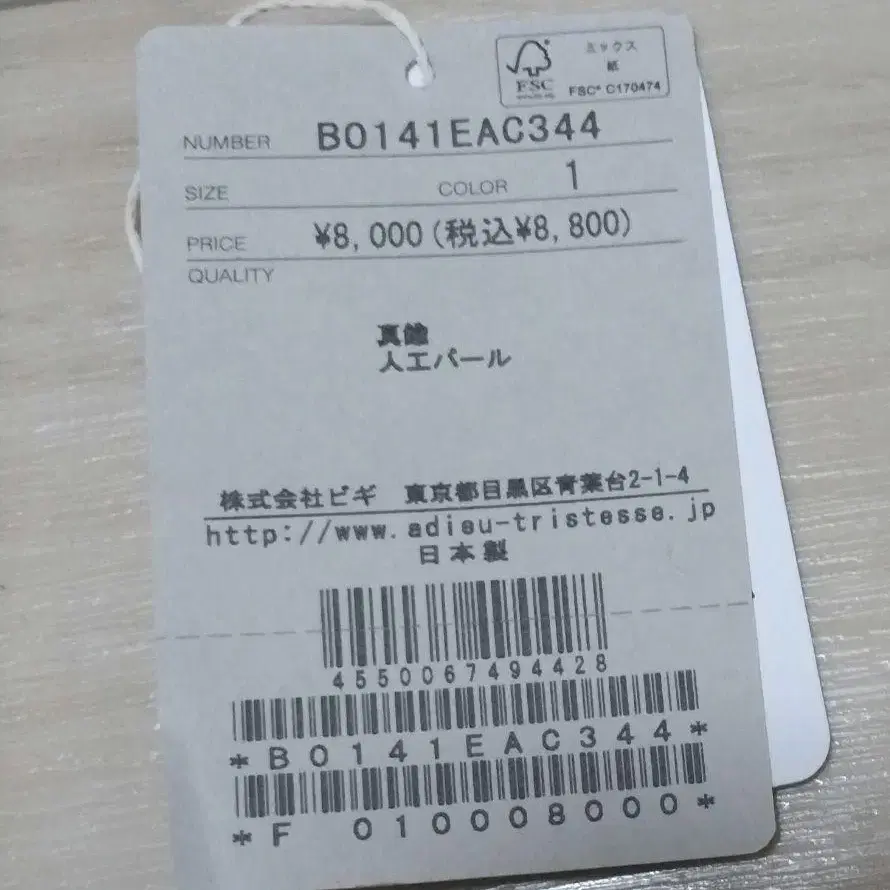 ミックス
紙
FSC
FSC® C170474
NUMBER B0141EAC344
SIZE COLOR 1
PRICE ¥8,000(税込¥8,800)
QUALITY
真鍮
人工パール
株式会社ビギ 東京都目黒区青葉台2-1-4
http://www.adieu-tristesse.jp
日本製
4550067494428
*B0141EAC344*
*F 010008000*